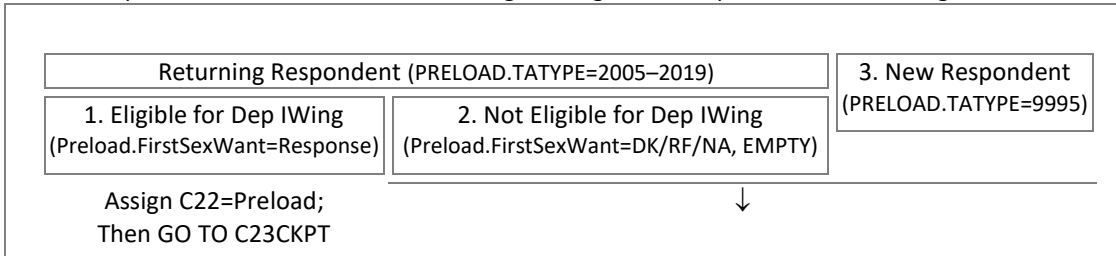 Returning Respondent (PRELOAD.TATYPE=2005–2019)
3. New Respondent
(PRELOAD.TATYPE=9995)
1. Eligible for Dep IWing
(Preload.FirstSexWant=Response)
2. Not Eligible for Dep IWing
(Preload.FirstSexWant=DK/RF/NA, EMPTY)
Assign C22=Preload;
Then GO TO C23CKPT
↓